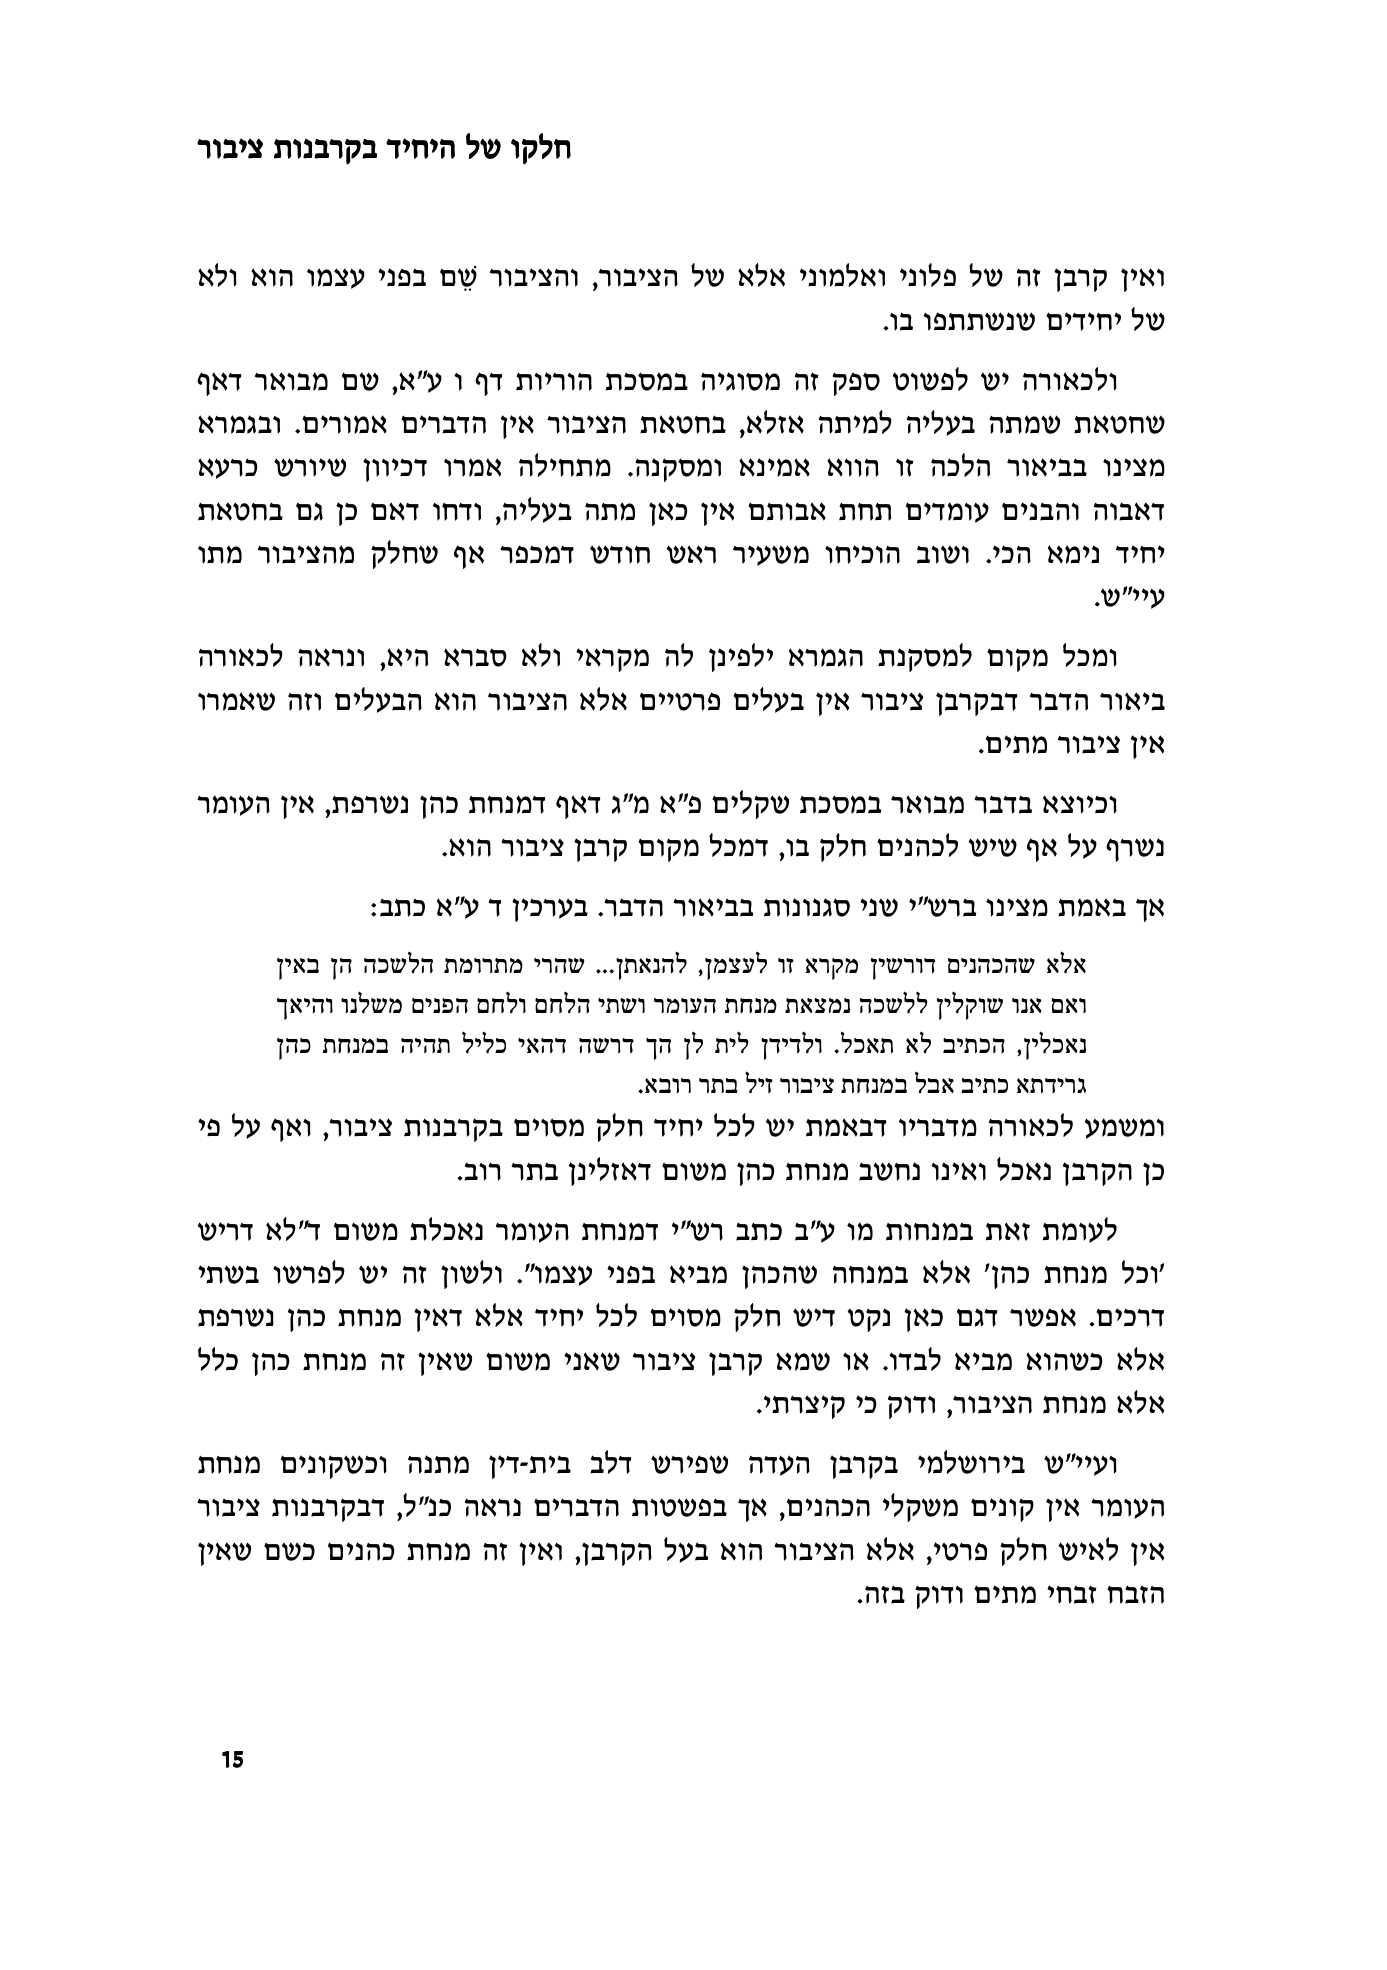 חלקו של היחיד בקרבנות ציבור
ואין קרבן זה של פלוני ואלמוני אלא של הציבור, והציבור שֵׁם בפני עצמו הוא ולא
של יחידים שנשתתפו בו.
ולכאורה יש לפשוט ספק זה מסוגיה במסכת הוריות דף ו ע"א, שם מבואר דאף
שחטאת שמתה בעליה למיתה אזלא, בחטאת הציבור אין הדברים אמורים. ובגמרא
מצינו בביאור הלכה זו הווא אמינא ומסקנה. מתחילה אמרו דכיוון שיורש כרעא
דאבוה והבנים עומדים תחת אבותם אין כאן מתה בעליה, ודחו דאם כן גם בחטאת
יחיד נימא הכי. ושוב הוכיחו משעיר ראש חודש דמכפר אף שחלק מהציבור מתו
עיי"ש.
ומכל מקום למסקנת הגמרא ילפינן לה מקראי ולא סברא היא, ונראה לכאורה
ביאור הדבר דבקרבן ציבור אין בעלים פרטיים אלא הציבור הוא הבעלים וזה שאמרו
אין ציבור מתים.
וכיוצא בדבר מבואר במסכת שקלים פ"א מ"ג דאף דמנחת כהן נשרפת, אין העומר
נשרף על אף שיש לכהנים חלק בו, דמכל מקום קרבן ציבור הוא.
אך באמת מצינו ברש"י שני סגנונות בביאור הדבר. בערכין ד ע"א כתב:
אלא שהכהנים דורשין מקרא זו לעצמן, להנאתן... שהרי מתרומת הלשכה הן באין
ואם אנו שוקלין ללשכה נמצאת מנחת העומר ושתי הלחם ולחם הפנים משלנו והיאך
נאכלין, הכתיב לא תאכל. ולדידן לית לן הך דרשה דהאי כליל תהיה במנחת כהן
גרידתא כתיב אבל במנחת ציבור זיל בתר רובא.
ומשמע לכאורה מדבריו דבאמת יש לכל יחיד חלק מסוים בקרבנות ציבור, ואף על פי
כן הקרבן נאכל ואינו נחשב מנחת כהן משום דאזלינן בתר רוב.
לעומת זאת במנחות מו ע"ב כתב רש"י דמנחת העומר נאכלת משום ד"לא דריש
'וכל מנחת כהן' אלא במנחה שהכהן מביא בפני עצמו". ולשון זה יש לפרשו בשתי
דרכים. אפשר דגם כאן נקט דיש חלק מסוים לכל יחיד אלא דאין מנחת כהן נשרפת
אלא כשהוא מביא לבדו. או שמא קרבן ציבור שאני משום שאין זה מנחת כהן כלל
אלא מנחת הציבור, ודוק כי קיצרתי.
ועיי"ש בירושלמי בקרבן העדה שפירש דלב בית-דין מתנה וכשקונים מנחת
העומר אין קונים משקלי הכהנים, אך בפשטות הדברים נראה כנ"ל, דבקרבנות ציבור
אין לאיש חלק פרטי, אלא הציבור הוא בעל הקרבן, ואין זה מנחת כהנים כשם שאין
הזבח זבחי מתים ודוק בזה.
15